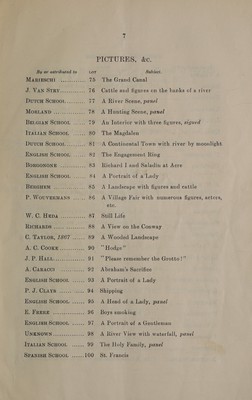 7
PICTURES, &c.
By or attributed to LOT Subject.
MARIESCHI ............ 75 The Grand Canal
J. VAN STRY ......... 76 Cattle and figures on the banks of a river
DUTCH SCHOOL ...... 77 A River Scene, panel
MORLAND ............ 78 A Hunting Scene, panel
BELGIAN SCHOOL ... 79 An Interior with three figures, signed
ITALIAN SCHOOL ... 80 The Magdalen
DUTCH SCHOOL ...... 81 A Continental Town with river by moonlight
ENGLISH SCHOOL ... 82 The Engagement Ring
BORGOGNONE ......... 83 Richard I and Saladin at Acre
ENGLISH SCHOOL ... 84 A Portrait of a Lady
BERGHEM ............ 85 A Landscape with figures and cattle
P. WOUVERMANS ... 86 A Village Fair with numerous figures, actors,
etc.
W. C. HEDA ......... 87 Still Life
RICHARDS ............ 88 A View on the Conway
C. TAYLOR, 1867 ... 89 A Wooded Landscape
A. C. COOKE ......... 90 "Hodge"
J. P. HALL ............ 91 "Please remember the Grotto!"
A. CARACCI ......... 92 Abraham's Sacrifice
ENGLISH SCHOOL ... 93 A Portrait of a Lady
P. J. CLAYS ......... 94 Shipping
ENGLISH SCHOOL ... 95 A Head of a Lady, panel
E. FRERE ............ 96 Boys smoking
ENGLISH SCHOOL ... 97 A Portrait of a Gentleman
UNKNOWN ............ 98 A River View with waterfall, panel
ITALIAN SCHOOL ... 99 The Holy Family, panel
SPANISH SCHOOL ...100 St. Francis